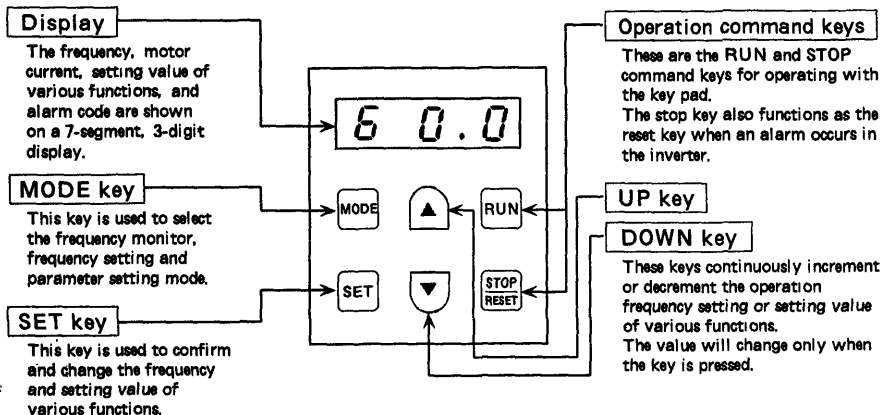 Display
The frequency, motor
current, setting value of
various functions, and
alarm code are shown
on a 7-segment, 3-digit
display.
MODE key
This key is used to select
the frequency monitor,
frequency setting and
parameter setting mode.
SET key
This key is used to confirm
and change the frequency
and setting value of
various functions.
6 0.0
MODE
RUN
SET
STOP
RESET
Operation command keys
These are the RUN and STOP
command keys for operating with
the key pad.
The stop key also functions as the
reset key when an alarm occurs in
the inverter.
UP key
DOWN key
These keys continuously increment
or decrement the operation
frequency setting or setting value
of various functions.
The value will change only when
the key is pressed.